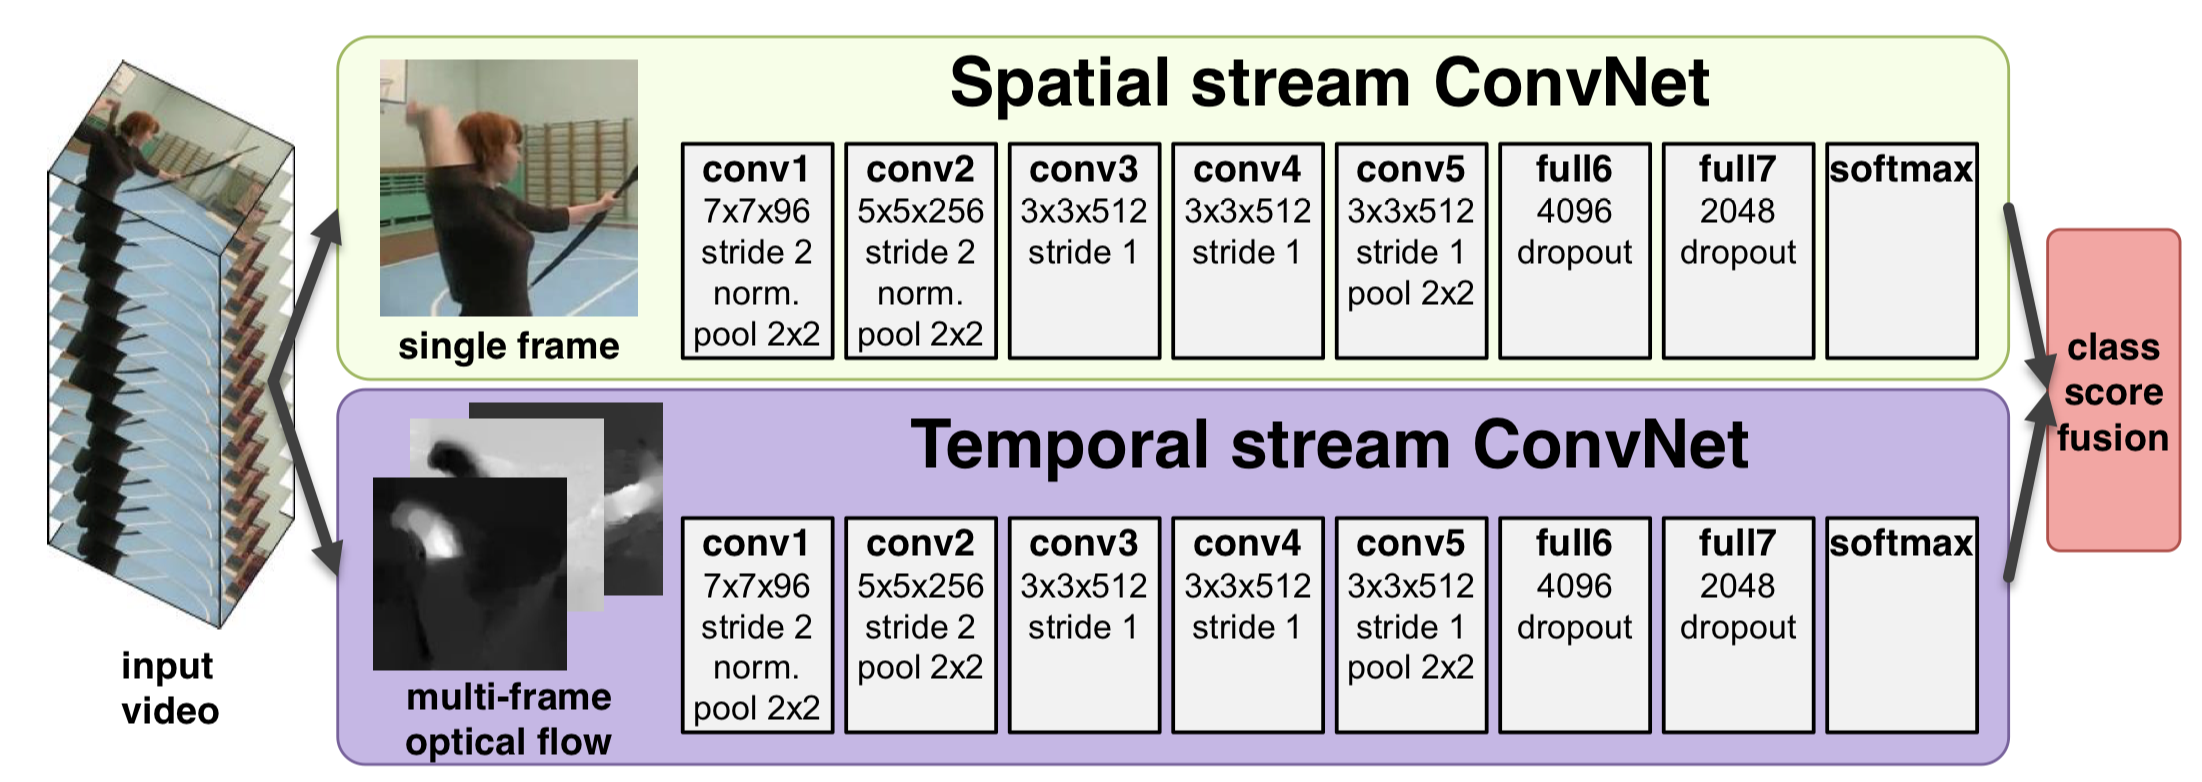 Spatial stream ConvNet
single frame
conv1
7x7x96
stride 2
norm.
pool 2x2
conv2
5x5x256
stride 2
norm.
pool 2x2
conv3
3x3x512
stride 1
conv4
3x3x512
stride 1
conv5
3x3x512
stride 1
pool 2x2
full6
4096
dropout
full7
2048
dropout
softmax
input
video
Temporal stream ConvNet
multi-frame
optical flow
conv1
7x7x96
stride 2
norm.
pool 2x2
conv2
5x5x256
stride 2
pool 2x2
conv3
3x3x512
stride 1
conv4
3x3x512
stride 1
conv5
3x3x512
stride 1
pool 2x2
full6
4096
dropout
full7
2048
dropout
softmax
class
score
fusion